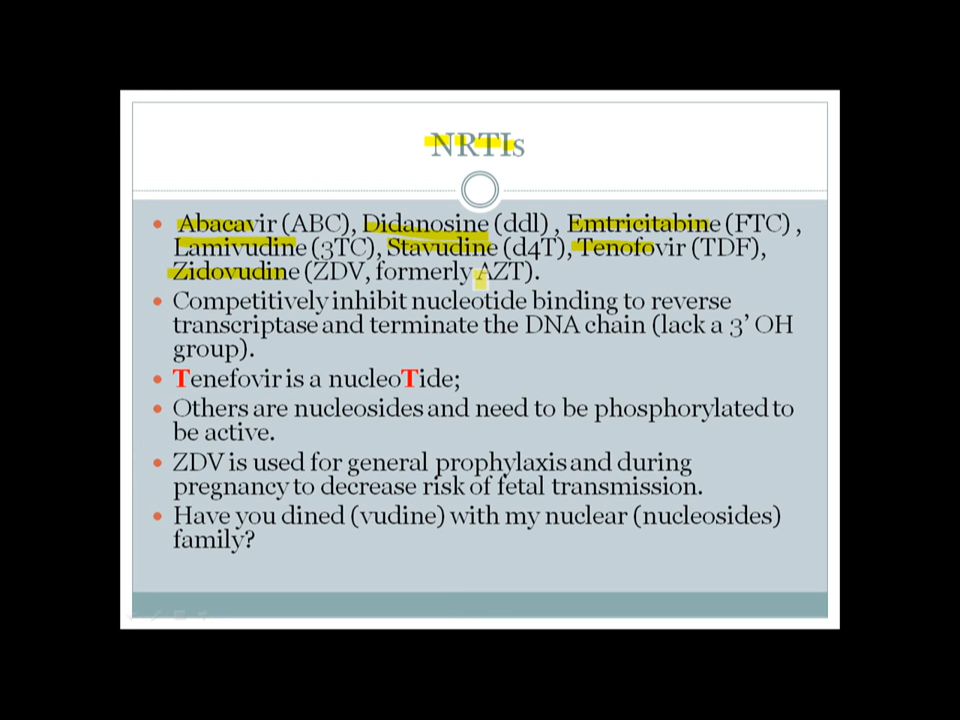 NRTIs
• Abacavir (ABC), Didanosine (ddl) , Emtricitabine (FTC) ,
Lamivudine (3TC), Stavudine (d4T), Tenofovir (TDF),
Zidovudine (ZDV, formerly AZT).
• Competitively inhibit nucleotide binding to reverse
transcriptase and terminate the DNA chain (lack a 3’ OH
group).
• Tenefovir is a nucleoTide;
• Others are nucleosides and need to be phosphorylated to
be active.
• ZDV is used for general prophylaxis and during
pregnancy to decrease risk of fetal transmission.
• Have you dined (vudine) with my nuclear (nucleosides)
family?